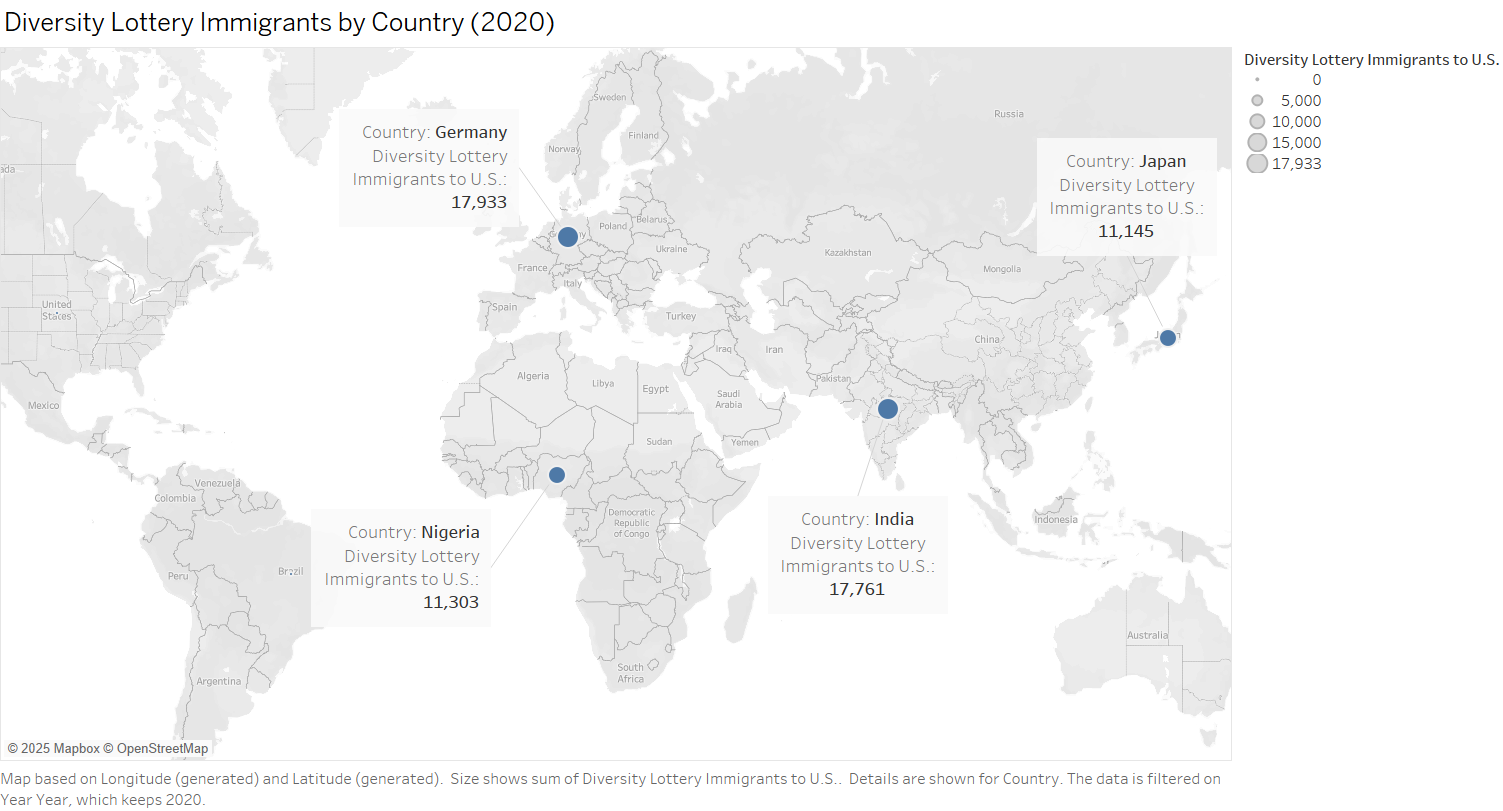 Diversity Lottery Immigrants by Country (2020)
Diversity Lottery Immigrants to U.S.
0
5,000
10,000
15,000
17,933
Country: Germany
Diversity Lottery
Immigrants to U.S.:
17,933
Country: Japan
Diversity Lottery
Immigrants to U.S.:
11,145
Country: Nigeria
Diversity Lottery
Immigrants to U.S.:
11,303
Country: India
Diversity Lottery
Immigrants to U.S.:
17,761
Sweden
Russia
Finland
Norway
ada
Belarus
Poland
Ukraine
Kazakhstan
France
Mongolia
Italy
United
States
Spain
Turkey
China
Iraq
Iran
Algeria
Pakistan
Libya
Egypt
Saudi
Arabia
Mexico
Sudan
Yemen
Venezuela
Colombia
Democratic
Republic
of Congo
Indonesia
Brazil
Peru
Australia
South
Africa
Argentina
© 2025 Mapbox © OpenStreetMap
Map based on Longitude (generated) and Latitude (generated).  Size shows sum of Diversity Lottery Immigrants to U.S..  Details are shown for Country. The data is filtered on
Year Year, which keeps 2020.